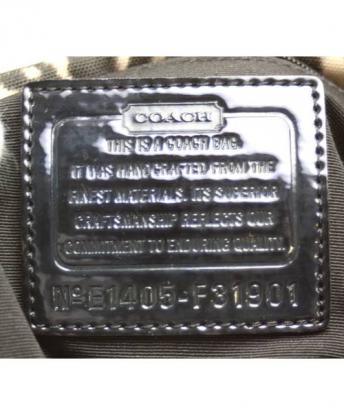 COACH
THIS IS A COACH BAG.
IT WAS HANDCRAFTED FROM THE
FINEST MATERIALS. ITS SUPERIOR
CRAFTSMANSHIP REFLECTS OUR
COMMITMENT TO ENDURING QUALITY.
Nº E1405-F31901